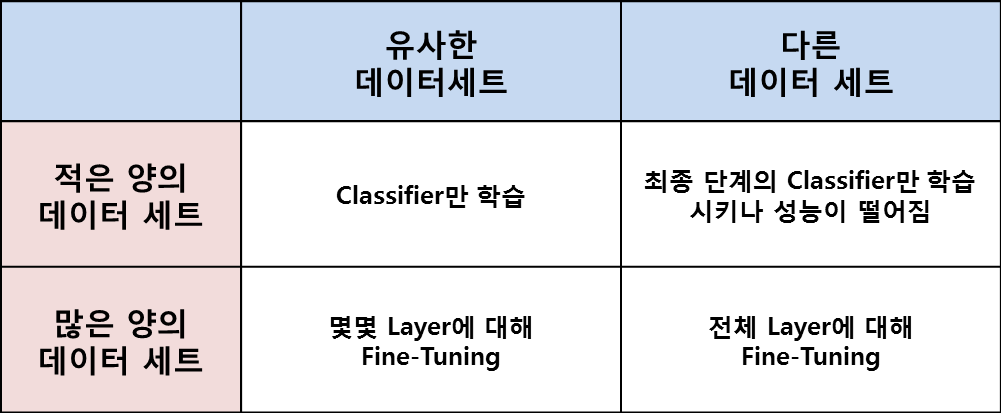 유사한
데이터세트
다른
데이터 세트
적은 양의
데이터 세트
Classifier만 학습
최종 단계의 Classifier만 학습
시키나 성능이 떨어짐
많은 양의
데이터 세트
몇몇 Layer에 대해
Fine-Tuning
전체 Layer에 대해
Fine-Tuning